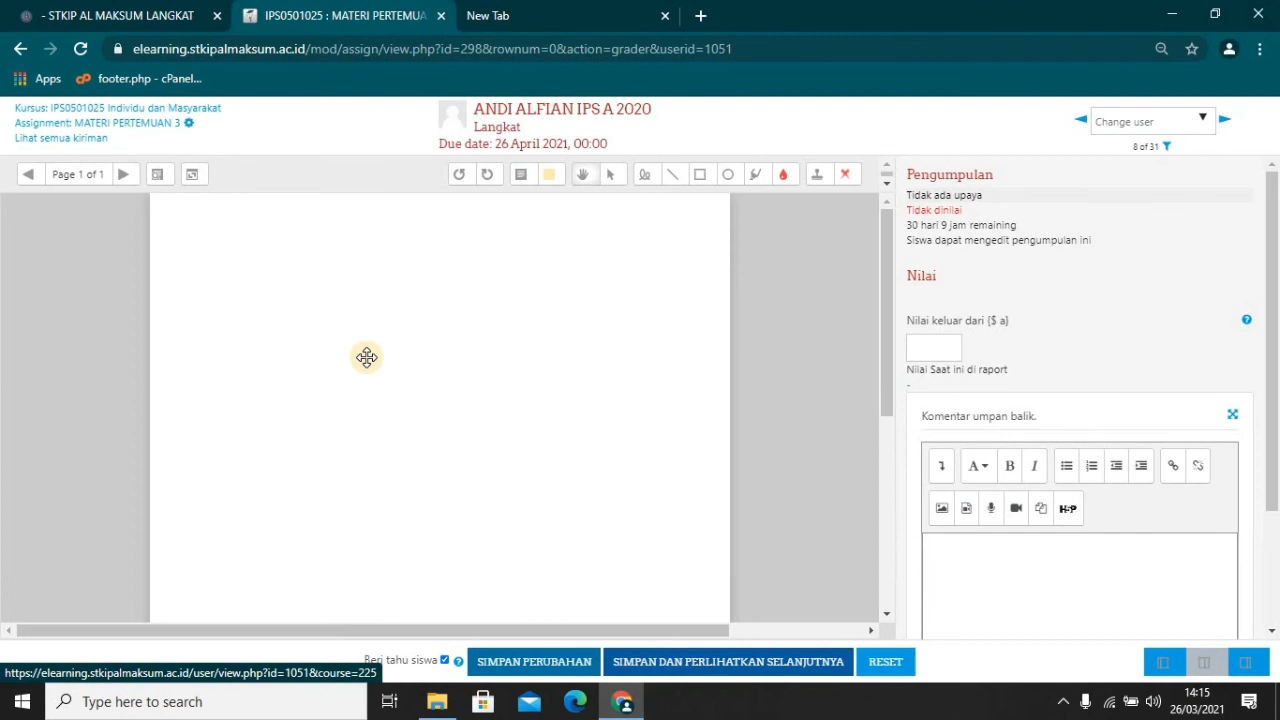 - STKIP AL MAKSUM LANGKAT
IPS0501025 : MATERI PERTEMUA
New Tab
elearning.stkipalmaksum.ac.id/mod/assign/view.php?id=298&rownum=0&action=grader&userid=1051
Apps
footer.php - cPanel...
Kursus: IPS0501025 Individu dan Masyarakat
Assignment: MATERI PERTEMUAN 3
Lihat semua kiriman
ANDI ALFIAN IPS A 2020
Langkat
Due date: 26 April 2021, 00:00
Change user
8 of 31
Page 1 of 1
Pengumpulan
Tidak ada upaya
Tidak dinilai
30 hari 9 jam remaining
Siswa dapat mengedit pengumpulan ini
Nilai
Nilai keluar dari {$ a}
Nilai Saat ini di raport
-
Komentar umpan balik.
A
B
I
H-P
Beri tahu siswa
SIMPAN PERUBAHAN
SIMPAN DAN PERLIHATKAN SELANJUTNYA
RESET
https://elearning.stkipalmaksum.ac.id/user/view.php?id=1051&course=225
Type here to search
14:15
26/03/2021